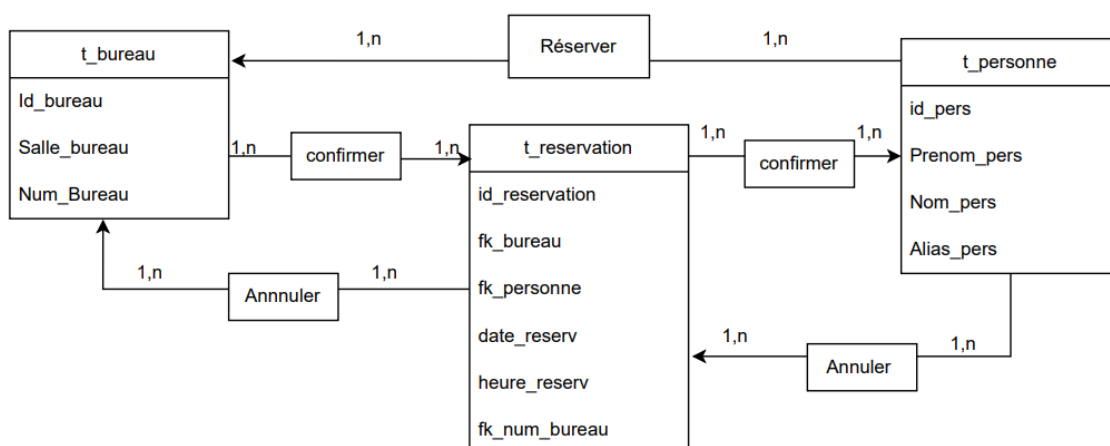 1,n
Réserver
1,n
t_bureau
t_personne
Id_bureau
Salle_bureau
Num_Bureau
1,n
confirmer
1,n
t_reservation
1,n
confirmer
1,n
id_pers
Prenom_pers
Nom_pers
Alias_pers
id_reservation
fk_bureau
fk_personne
date_reserv
heure_reserv
fk_num_bureau
1,n
Annnuler
1,n
1,n
Annuler
1,n